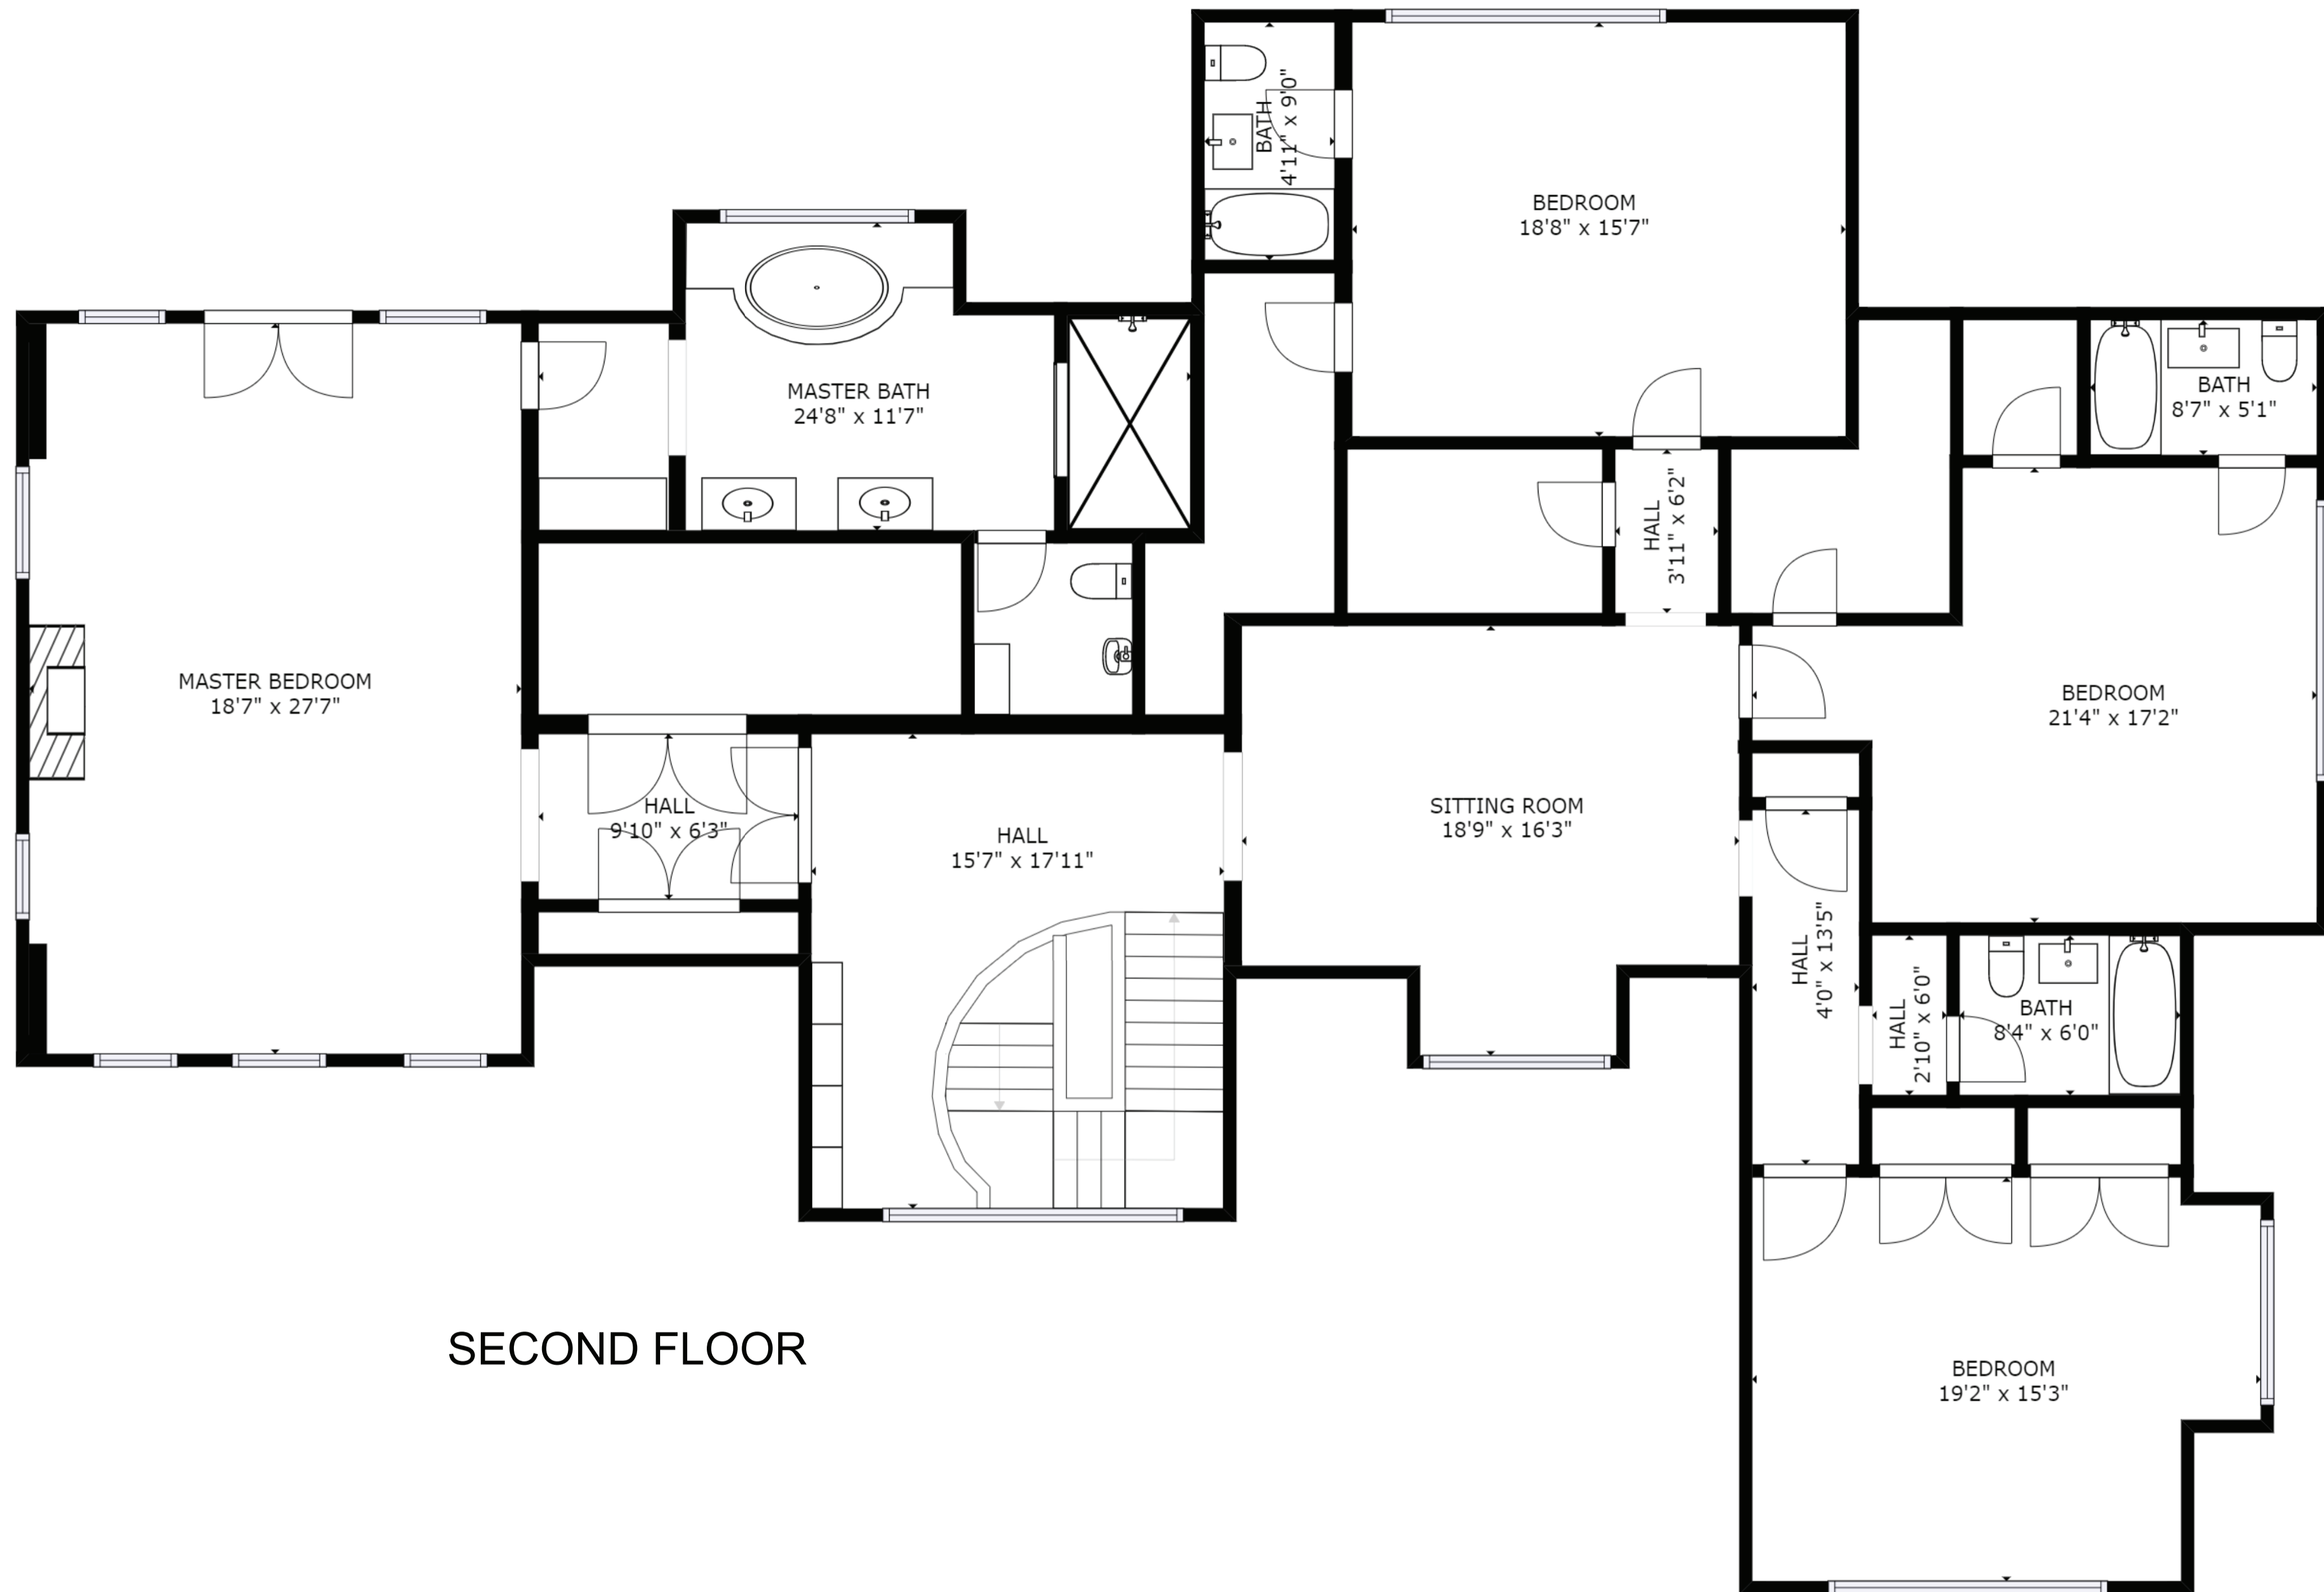 BATH
4'11" x 9'0"
BEDROOM
18'8" x 15'7"
MASTER BATH
24'8" x 11'7"
BATH
8'7" x 5'1"
HALL
3'11" x 6'2"
MASTER BEDROOM
18'7" x 27'7"
BEDROOM
21'4" x 17'2"
HALL
9'10" x 6'3"
HALL
15'7" x 17'11"
SITTING ROOM
18'9" x 16'3"
HALL
4'0" x 13'5"
HALL
2'10" x 6'0"
BATH
8'4" x 6'0"
SECOND FLOOR
BEDROOM
19'2" x 15'3"